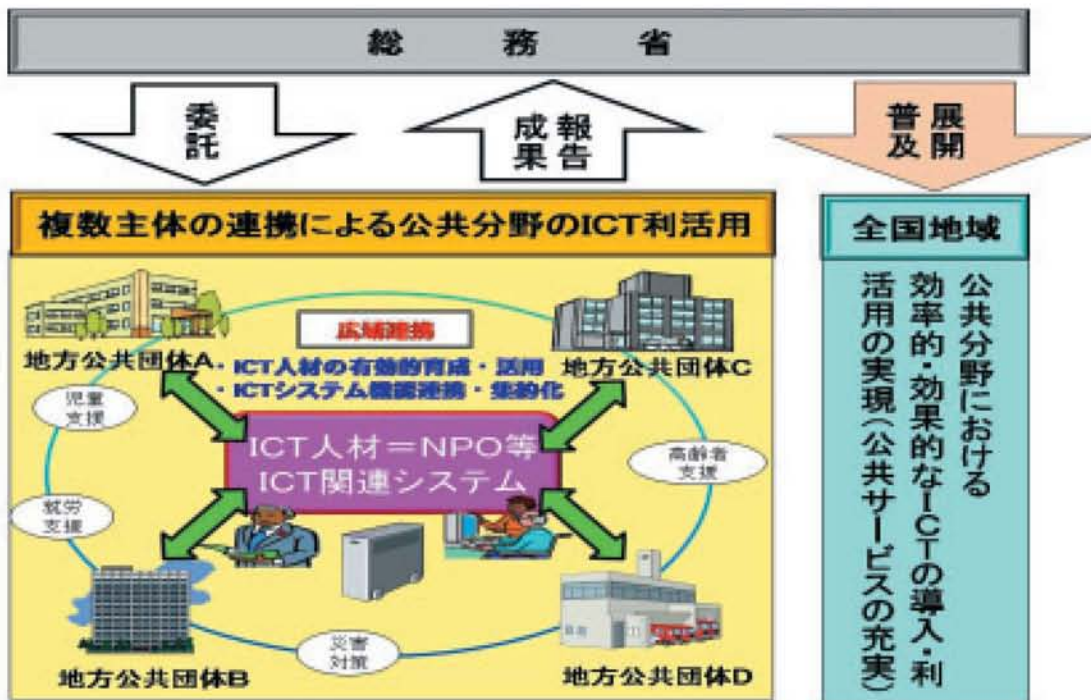 総務省
委託
成果
報告
普及
展開
複数主体の連携による公共分野のICT利活用
全国地域
地方公共団体A
広域連携
・ICT人材の有効的育成・活用
・ICTシステム機認連携・集約化
地方公共団体C
児童
支援
ICT人材=NPO等
ICT関連システム
高齢者
支援
就労
支援
地方公共団体B
災害
対策
地方公共団体D
公共分野における
効率的・効果的なICTの導入・利
活用の実現(公共サービスの充実)